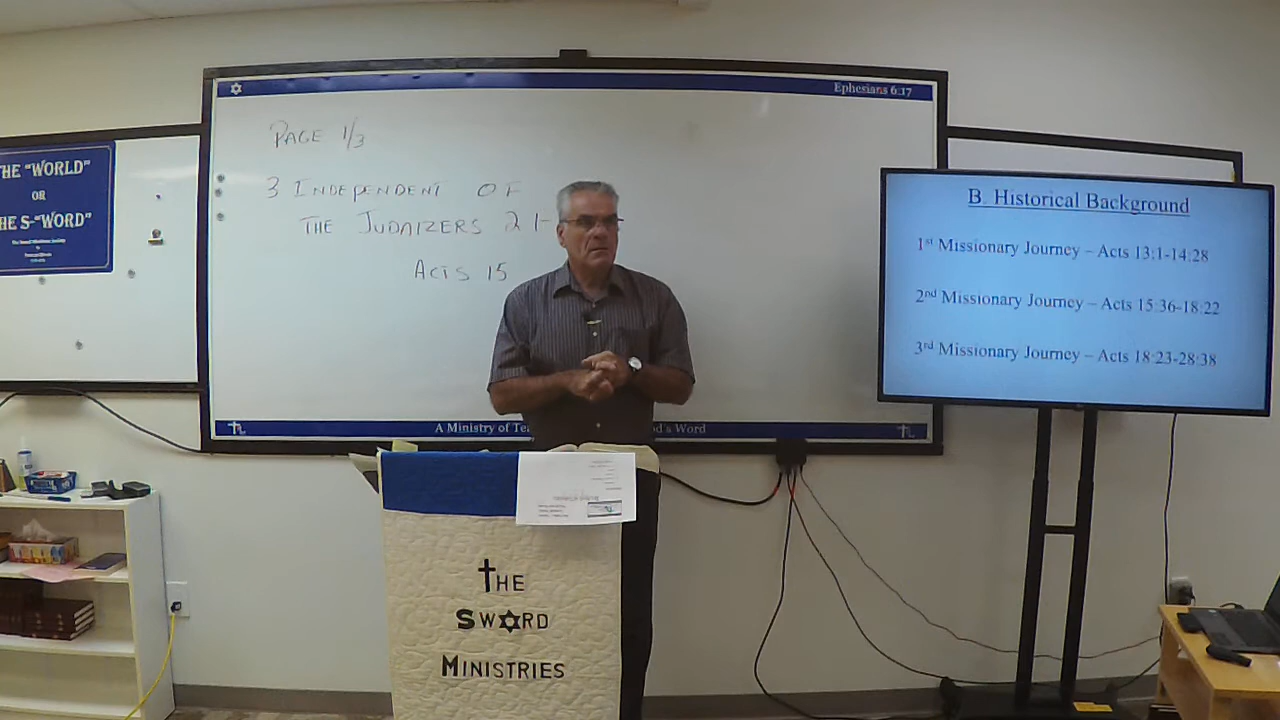 HE "WORLD"
OR
HE S-"WORD"
Ephesians 6:17
PAGE 1/3
3 INDEPENDENT OF
THE JUDAIZERS 2 1-
ACTS 15
A Ministry of Tea d's Word
B. Historical Background
1st Missionary Journey – Acts 13:1-14:28
2nd Missionary Journey – Acts 15:36-18:22
3rd Missionary Journey – Acts 18:23-28:38
THE
SWORD
MINISTRIES